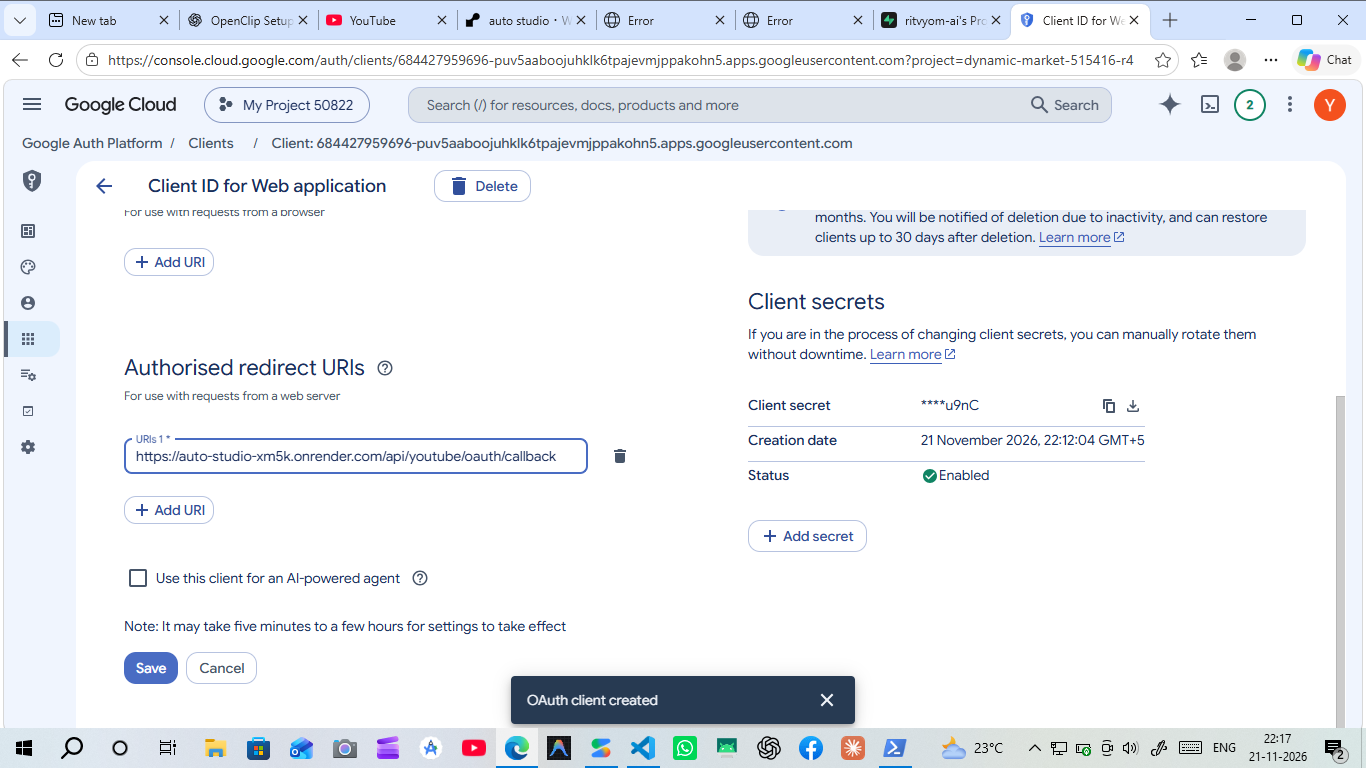 New tab
OpenClip Setup
YouTube
auto studio · W
Error
Error
ritvyom-ai's Pro
Client ID for We
https://console.cloud.google.com/auth/clients/684427959696-puv5aaboojuhklk6tpajevmjppakohn5.apps.googleusercontent.com?project=dynamic-market-515416-r4
Chat
Google Cloud
My Project 50822
Search (/) for resources, docs, products and more
Search
2
Y
Google Auth Platform / Clients / Client: 684427959696-puv5aaboojuhklk6tpajevmjppakohn5.apps.googleusercontent.com
Client ID for Web application
Delete
For use with requests from a browser
+ Add URI
Authorised redirect URIs
For use with requests from a web server
URIs 1 *
https://auto-studio-xm5k.onrender.com/api/youtube/oauth/callback
+ Add URI
Use this client for an AI-powered agent
Note: It may take five minutes to a few hours for settings to take effect
Save
Cancel
months. You will be notified of deletion due to inactivity, and can restore
clients up to 30 days after deletion. Learn more
Client secrets
If you are in the process of changing client secrets, you can manually rotate them
without downtime. Learn more
Client secret ****u9nC
Creation date 21 November 2026, 22:12:04 GMT+5
Status Enabled
+ Add secret
OAuth client created
23°C
ENG
22:17
21-11-2026
2